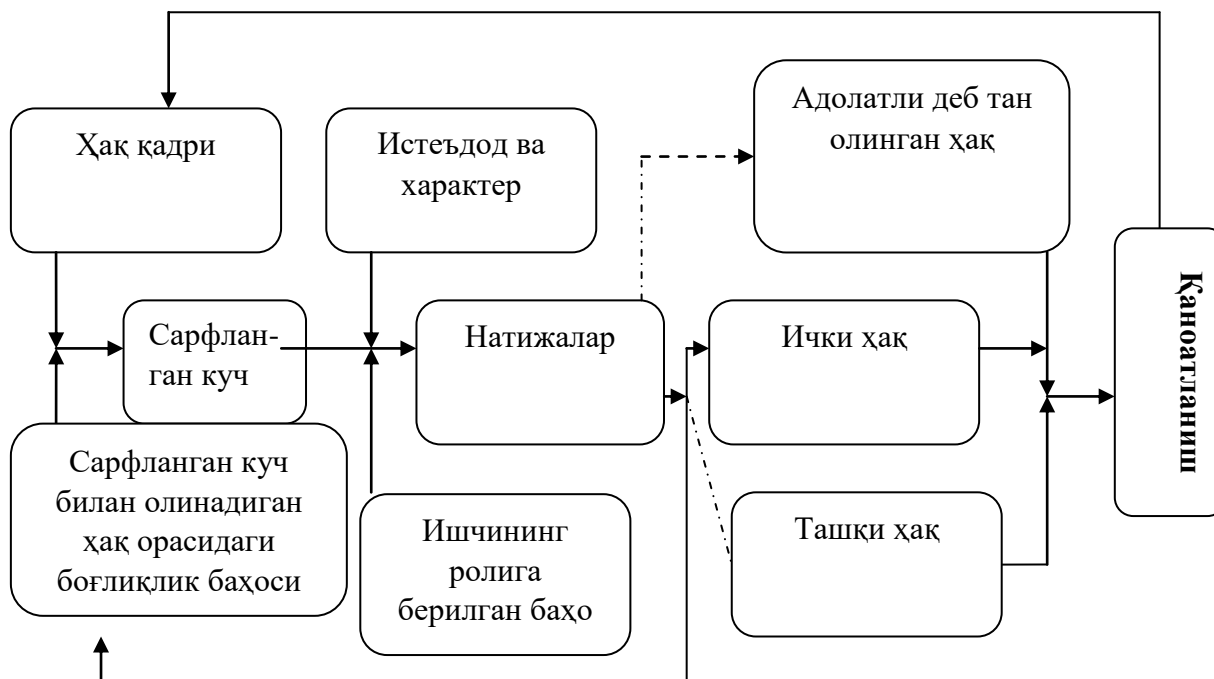 Ҳақ қадри
Истеъдод ва
характер
Адолатли деб тан
олинган ҳақ
Сарфлан-
ган куч
Натижалар
Ички ҳақ
Қаноатланиш
Сарфланган куч
билан олинадиган
ҳақ орасидаги
боғлиқлик баҳоси
Ишчининг
ролига
берилган баҳо
Ташқи ҳақ